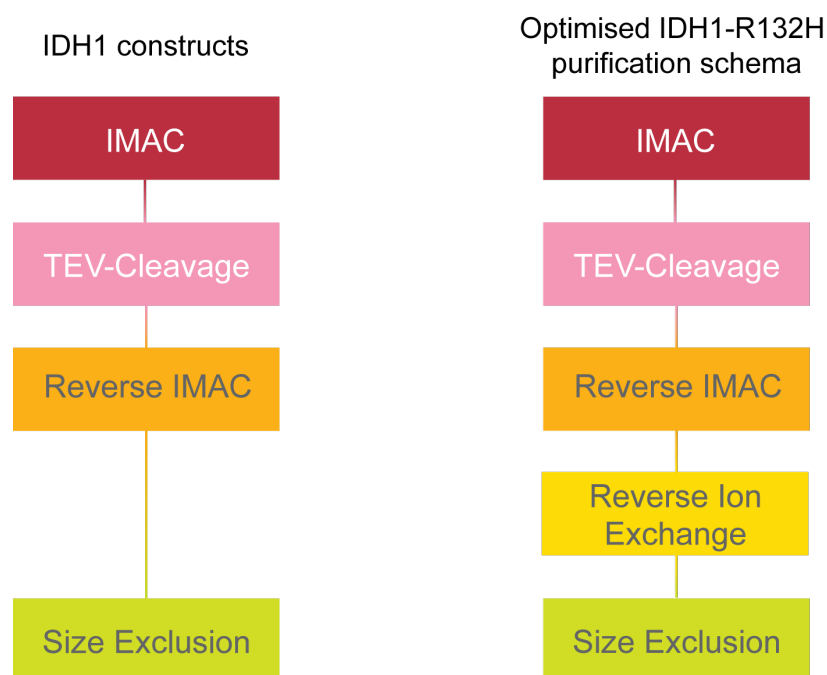 IDH1 constructs
IMAC
TEV-Cleavage
Reverse IMAC
Size Exclusion
Optimised IDH1-R132H
purification schema
IMAC
TEV-Cleavage
Reverse IMAC
Reverse Ion
Exchange
Size Exclusion